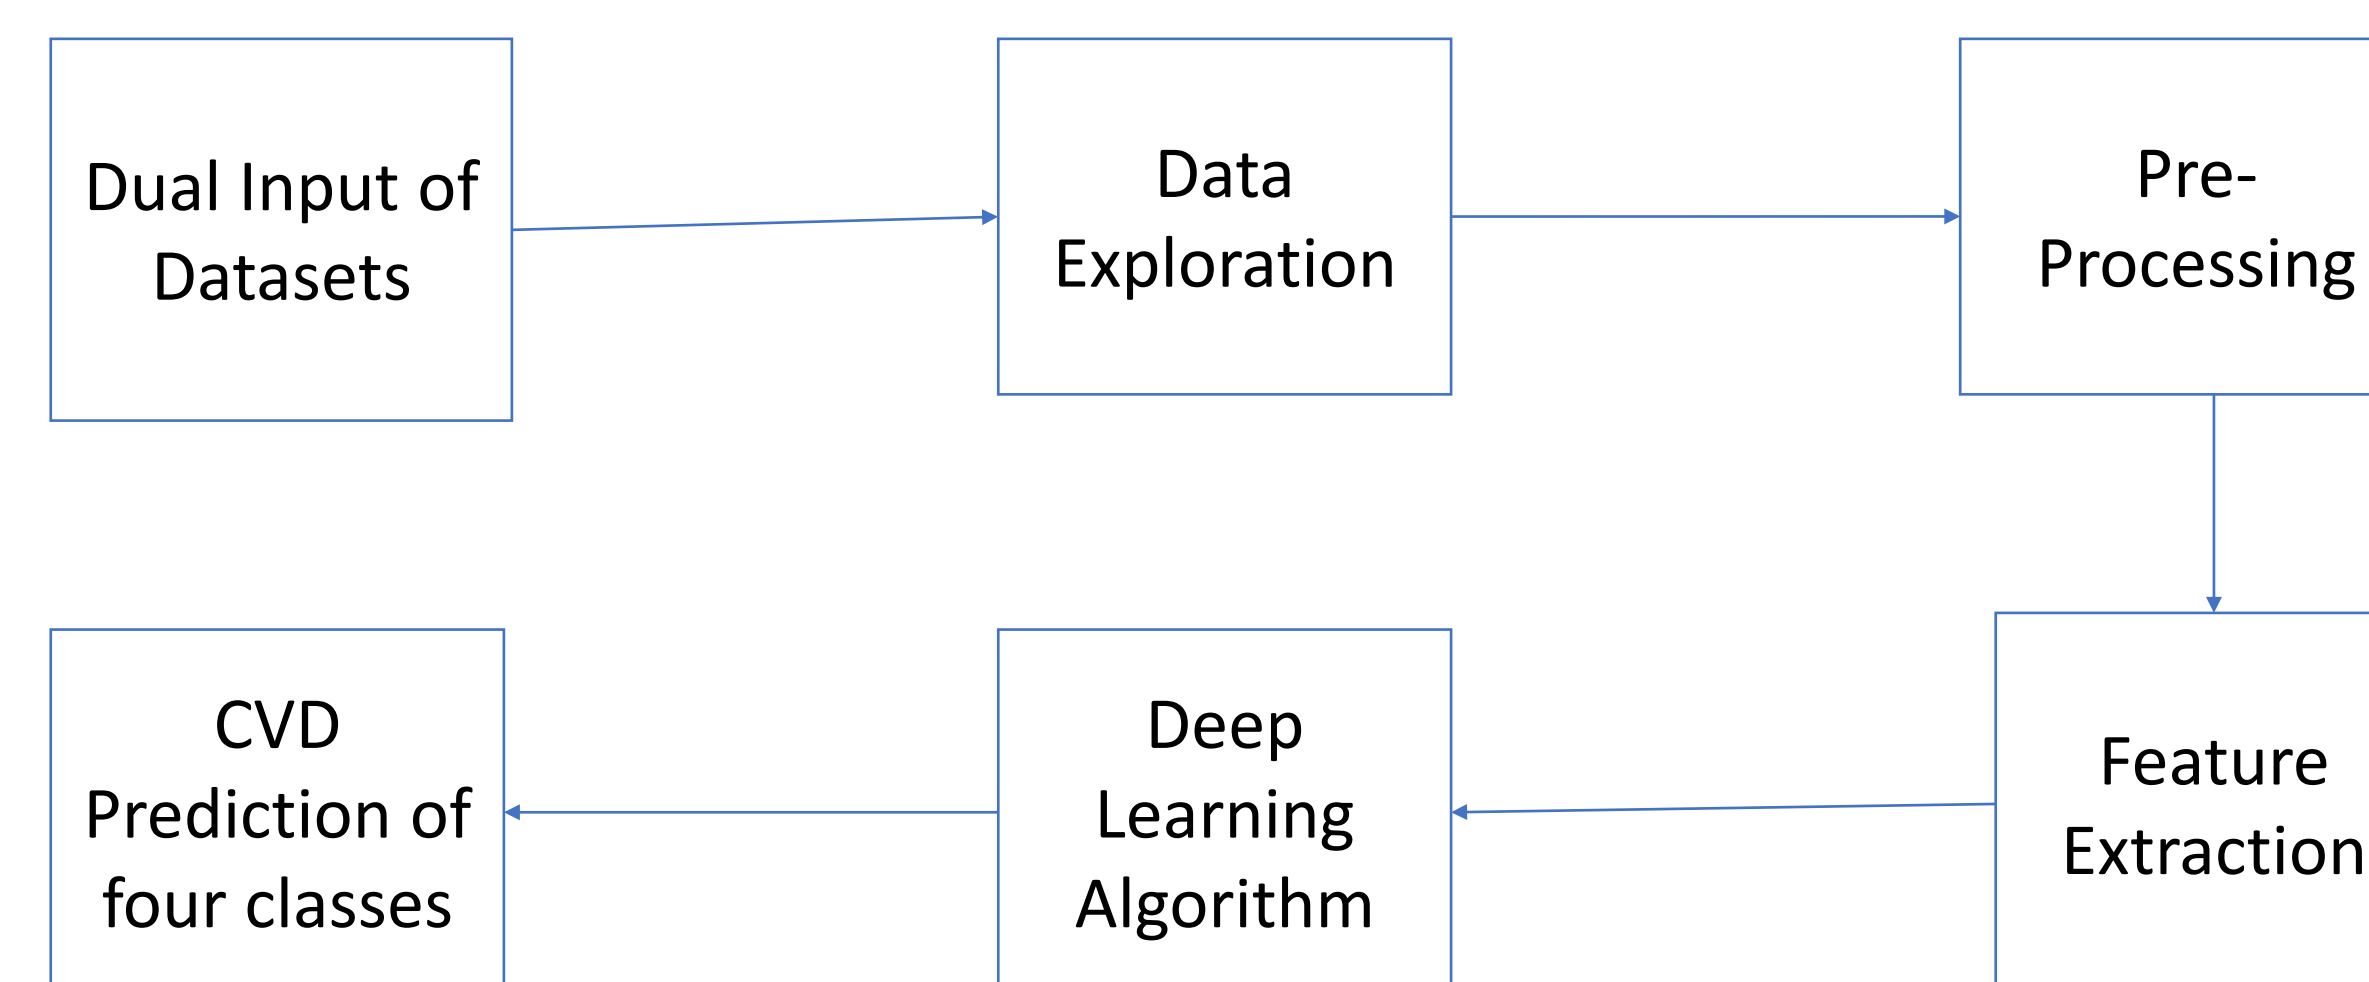 Dual Input of
Datasets
Data
Exploration
Pre-
Processing
Feature
Extraction
Deep
Learning
Algorithm
CVD
Prediction of
four classes